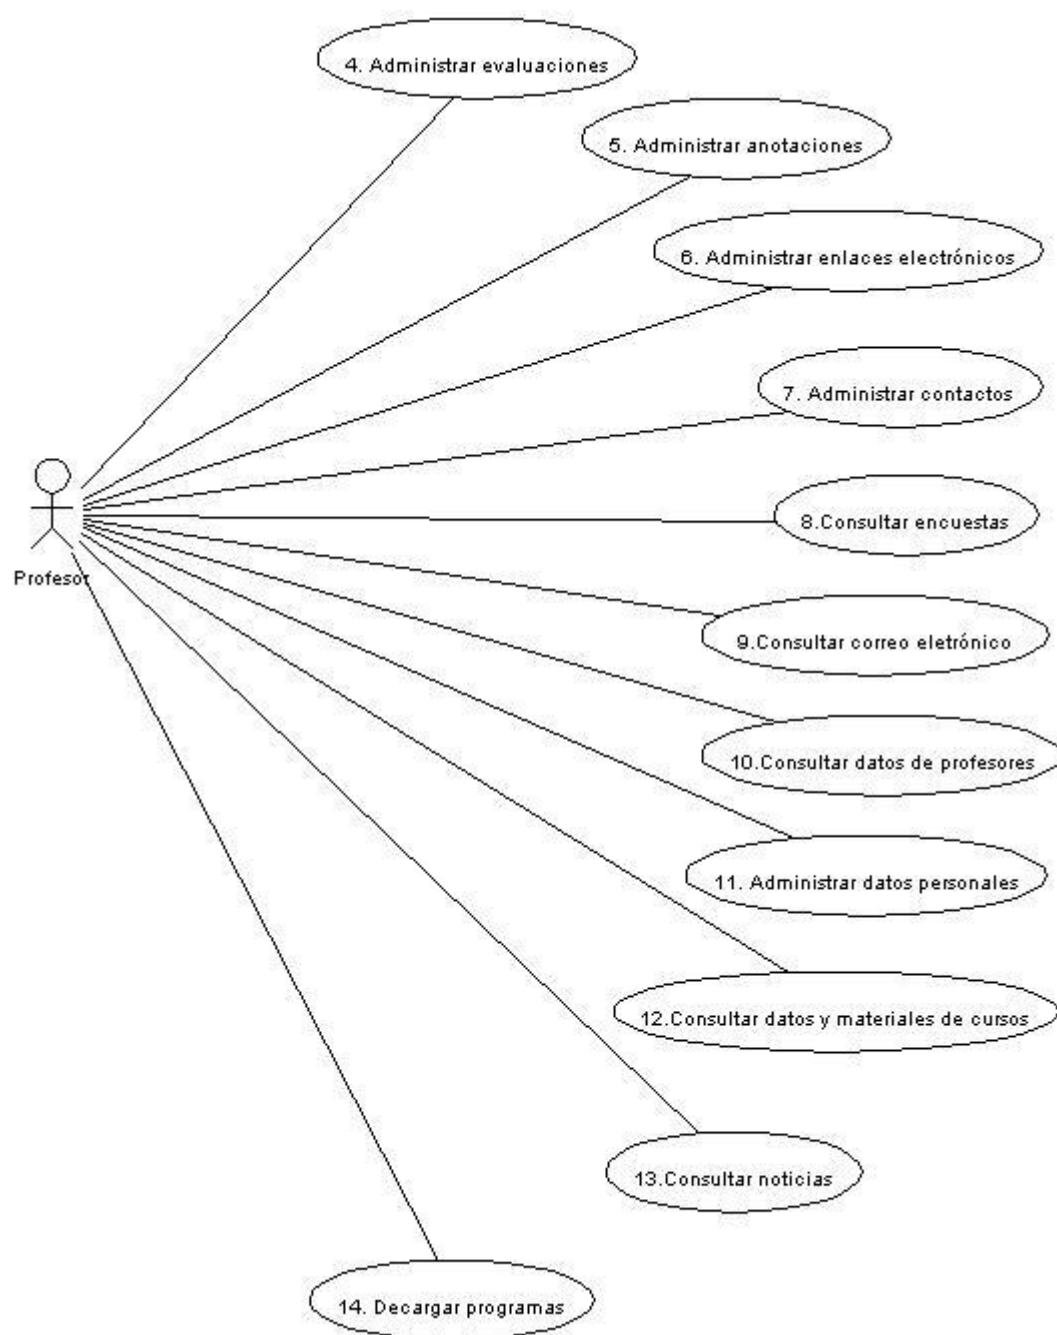 4. Administrar evaluaciones
5. Administrar anotaciones
6. Administrar enlaces electrónicos
7. Administrar contactos
8.Consultar encuestas
Profesor
9.Consultar correo eletrónico
10.Consultar datos de profesores
11. Administrar datos personales
12.Consultar datos y materiales de cursos
13.Consultar noticias
14. Decargar programas